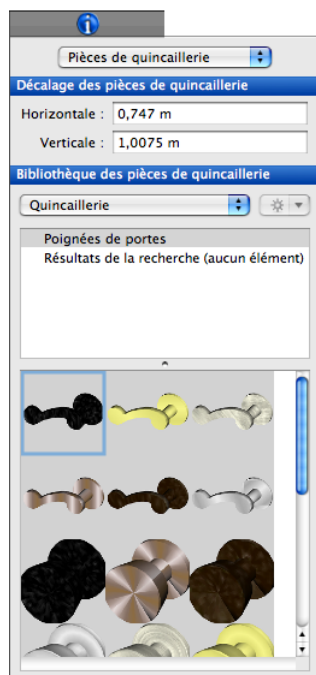 Pièces de quincaillerie
Décalage des pièces de quincaillerie
Horizontale : 0,747 m
Verticale : 1,0075 m
Bibliothèque des pièces de quincaillerie
Quincaillerie
Poignées de portes
Résultats de la recherche (aucun élément)